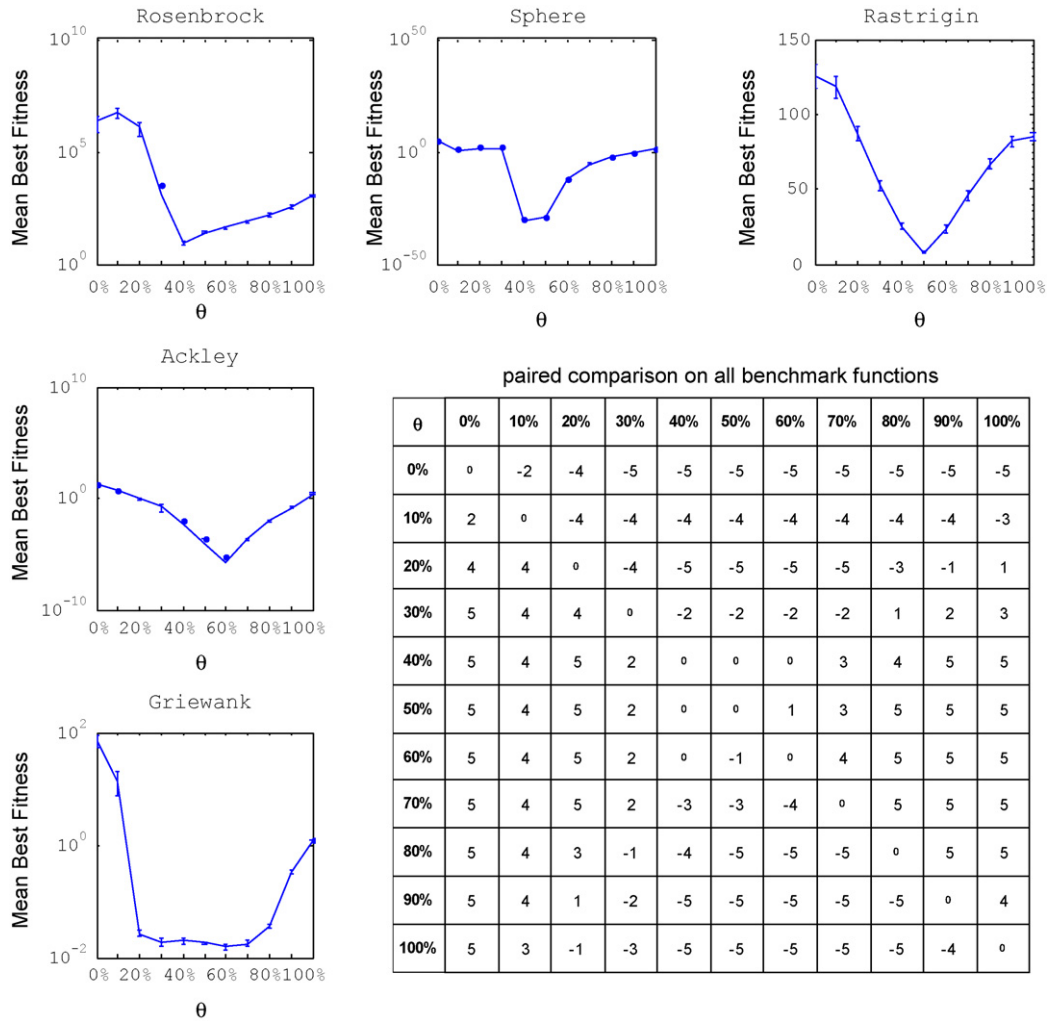 Rosenbrock
Mean Best Fitness
10^10
10^5
10^0
0% 20% 40% 60% 80%100%
θ
Sphere
Mean Best Fitness
10^50
10^0
10^-50
0% 20% 40% 60% 80%100%
θ
Rastrigin
Mean Best Fitness
150
100
50
0
0% 20% 40% 60% 80%100%
θ
Ackley
Mean Best Fitness
10^10
10^0
10^-10
0% 20% 40% 60% 80%100%
θ
Griewank
Mean Best Fitness
10^2
10^0
10^-2
0% 20% 40% 60% 80%100%
θ
paired comparison on all benchmark functions
θ 0% 10% 20% 30% 40% 50% 60% 70% 80% 90% 100%
0% 0 -2 -4 -5 -5 -5 -5 -5 -5 -5 -5
10% 2 0 -4 -4 -4 -4 -4 -4 -4 -4 -3
20% 4 4 0 -4 -5 -5 -5 -5 -3 -1 1
30% 5 4 4 0 -2 -2 -2 -2 1 2 3
40% 5 4 5 2 0 0 0 3 4 5 5
50% 5 4 5 2 0 0 1 3 5 5 5
60% 5 4 5 2 0 -1 0 4 5 5 5
70% 5 4 5 2 -3 -3 -4 0 5 5 5
80% 5 4 3 -1 -4 -5 -5 -5 0 5 5
90% 5 4 1 -2 -5 -5 -5 -5 -5 0 4
100% 5 3 -1 -3 -5 -5 -5 -5 -5 -4 0